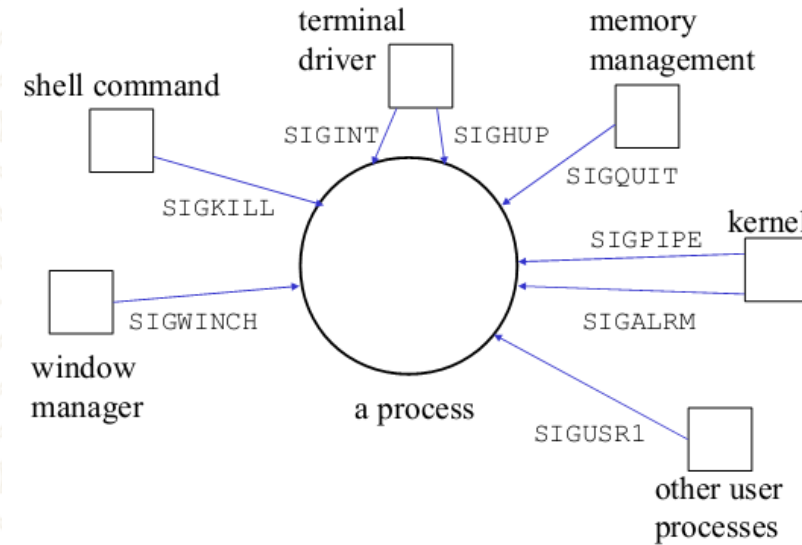 terminal
driver
memory
management
shell command
SIGINT
SIGHUP
SIGQUIT
SIGKILL
kernel
SIGPIPE
SIGWINCH
SIGALRM
window
manager
a process
SIGUSR1
other user
processes